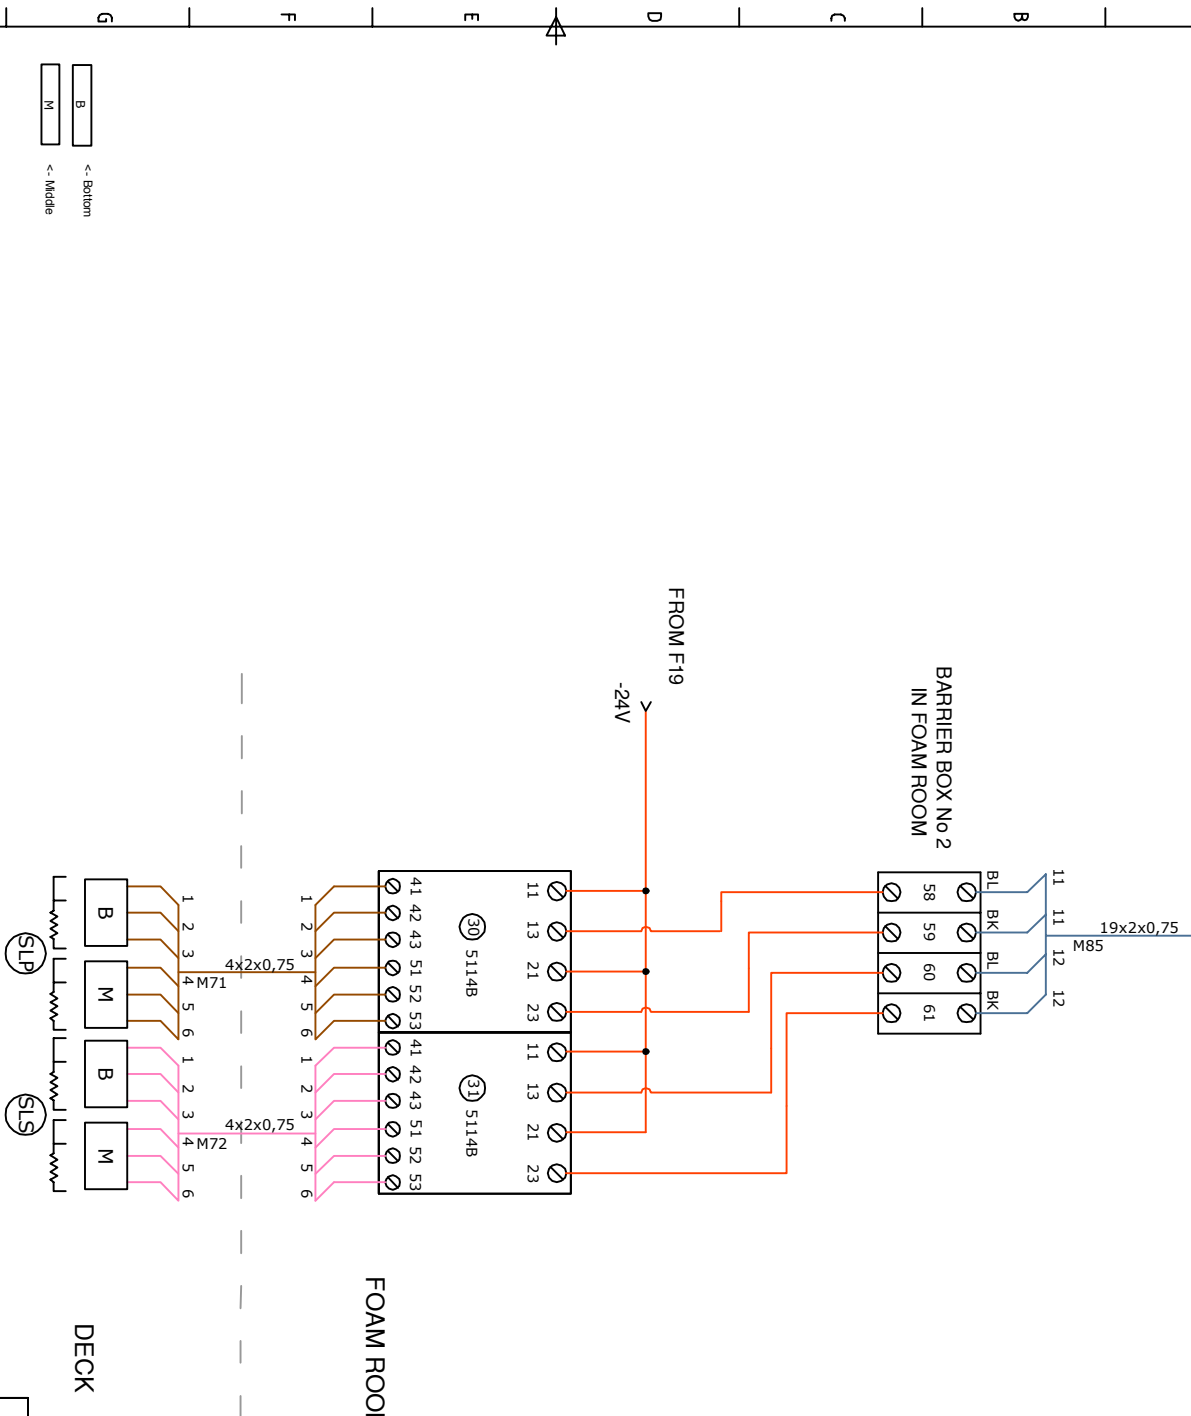 G
F
E
D
C
B
B
<- Bottom
M
<- Middle
FROM F19
-24V
BARRIER BOX No 2
IN FOAM ROOM
BL
58
11
BK
59
11
BL
60
12
BK
61
12
19x2x0,75
M85
41
42
43
51
52
53
30
5114B
11
13
21
23
41
42
43
51
52
53
31
5114B
11
13
21
23
1
2
3
4
5
6
4x2x0,75
M71
1
2
3
4
5
6
1
2
3
4
5
6
4x2x0,75
M72
1
2
3
4
5
6
B
M
SLP
B
M
SLS
FOAM ROO
DECK